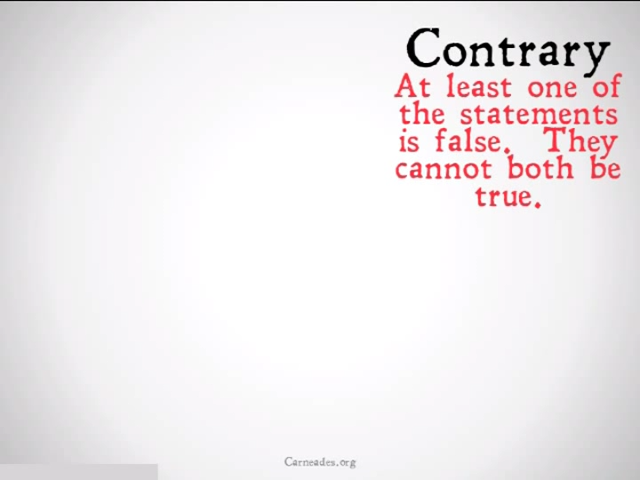 Contrary
At least one of
the statements
is false. They
cannot both be
true.
Carneades.org